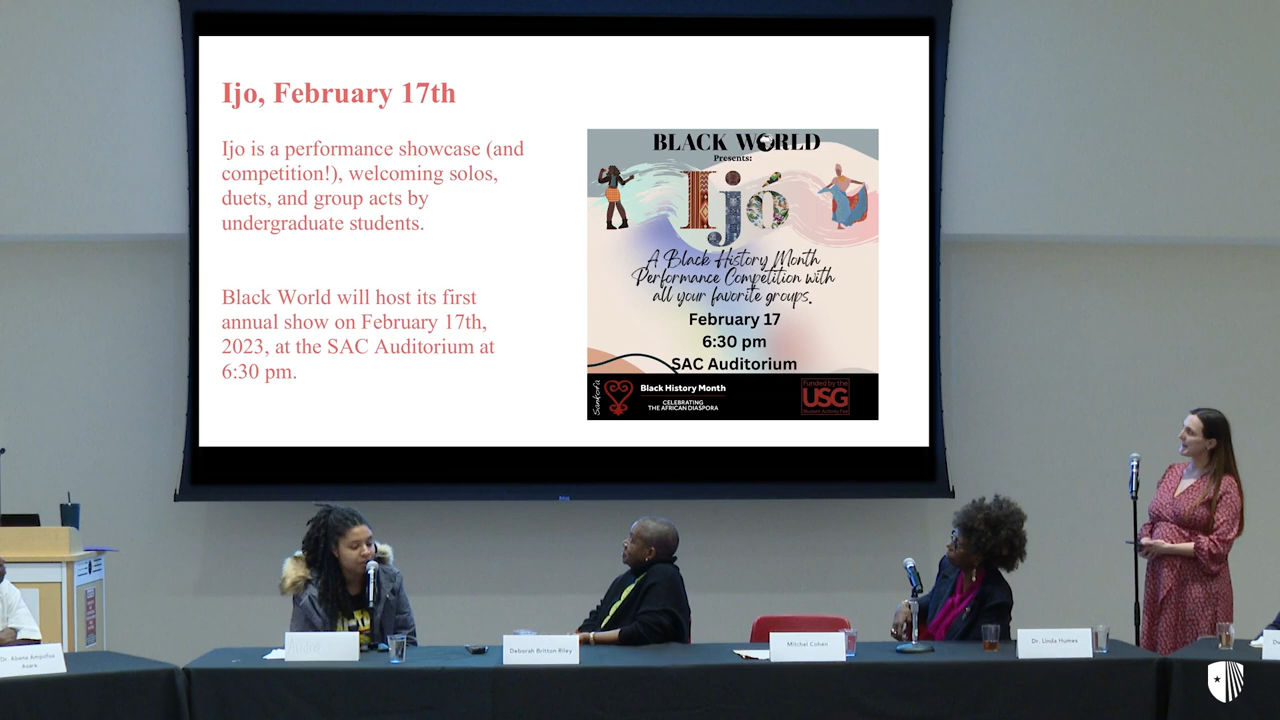 Ijo, February 17th
Ijo is a performance showcase (and
competition!), welcoming solos,
duets, and group acts by
undergraduate students.
Black World will host its first
annual show on February 17th,
2023, at the SAC Auditorium at
6:30 pm.
BLACK WORLD
Presents:
Ijó
A Black History Month
Performance Competition with
all your favorite groups.
February 17
6:30 pm
SAC Auditorium
Sankofa
Black History Month
CELEBRATING
THE AFRICAN DIASPORA
Funded by the
USG
Student Activity Fee
Dr. Abena Ampofoa
Asare
Deborah Britton Riley
Mitchel Cohen
Dr. Linda Humes